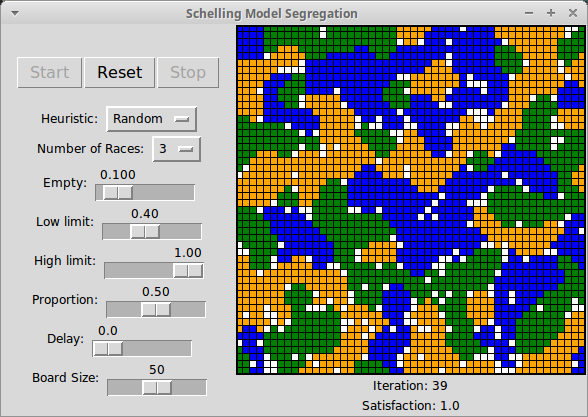 Schelling Model Segregation
Start Reset Stop
Heuristic: Random
Number of Races: 3
Empty: 0.100
Low limit: 0.40
High limit: 1.00
Proportion: 0.50
Delay: 0.0
Board Size: 50
Iteration: 39
Satisfaction: 1.0